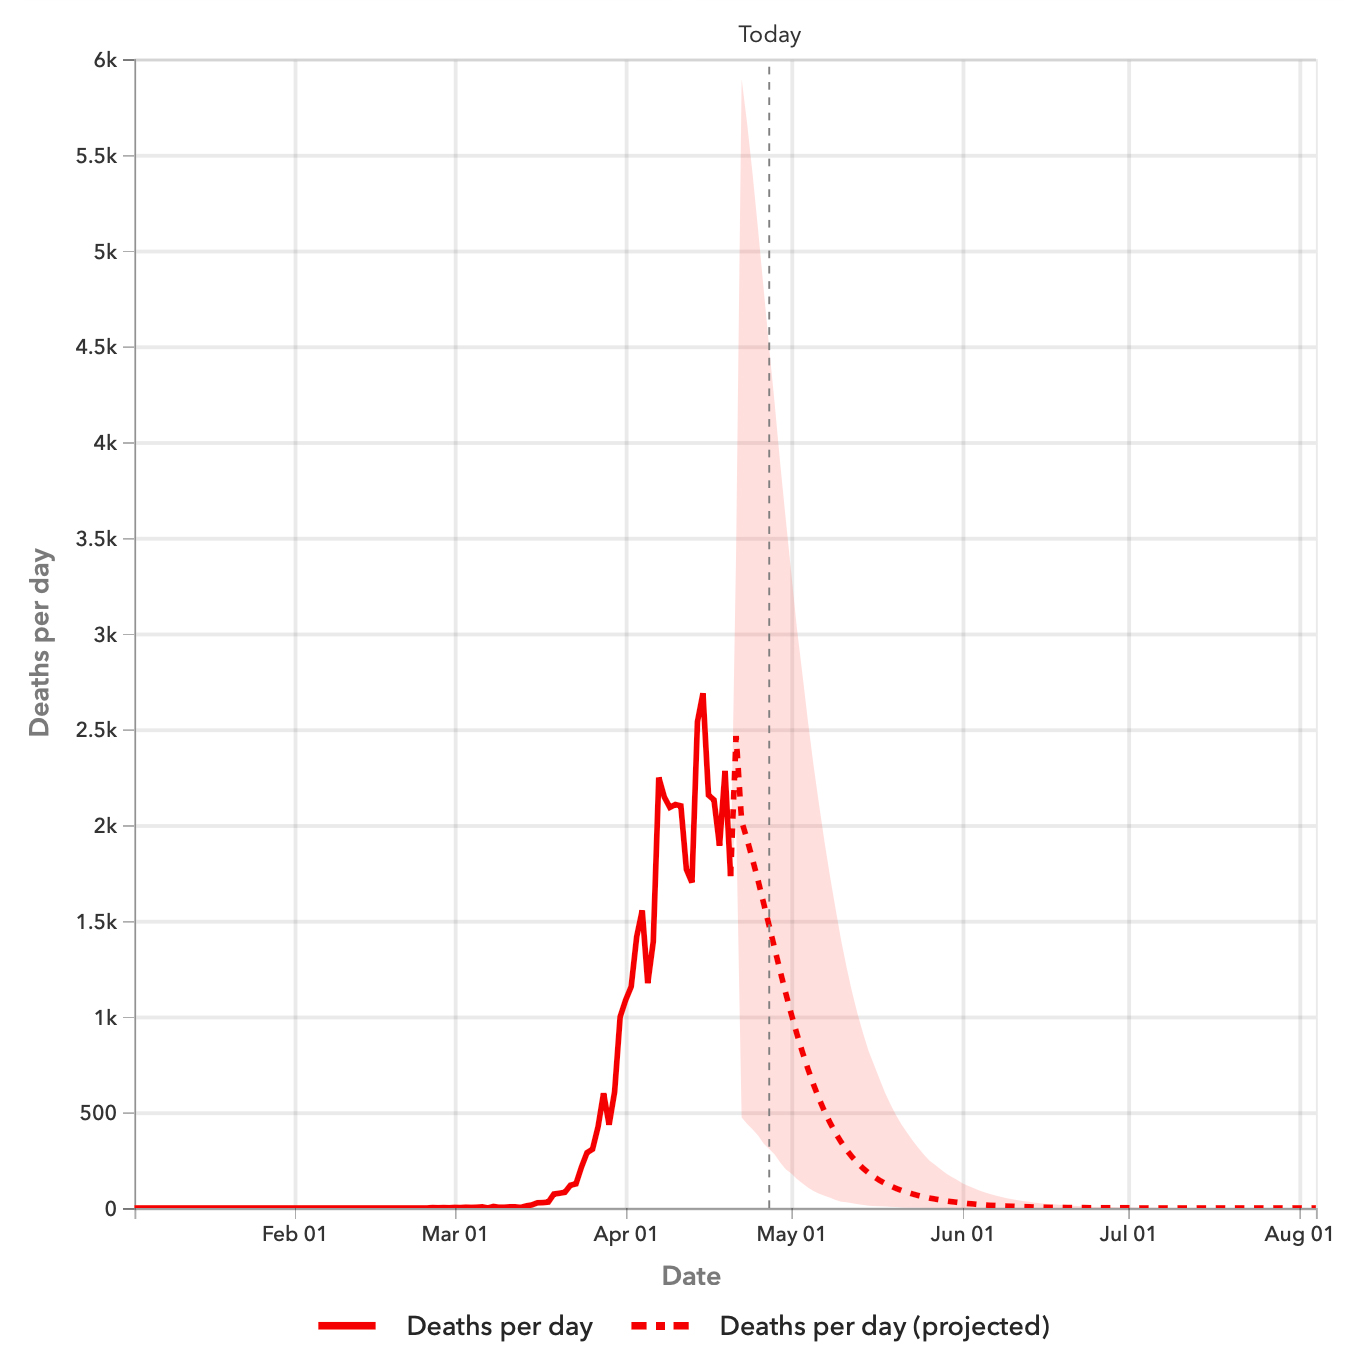 Today
6k
5.5k
5k
4.5k
4k
3.5k
3k
2.5k
2k
1.5k
1k
500
0
Deaths per day
Feb 01 Mar 01 Apr 01 May 01 Jun 01 Jul 01 Aug 01
Date
Deaths per day Deaths per day (projected)